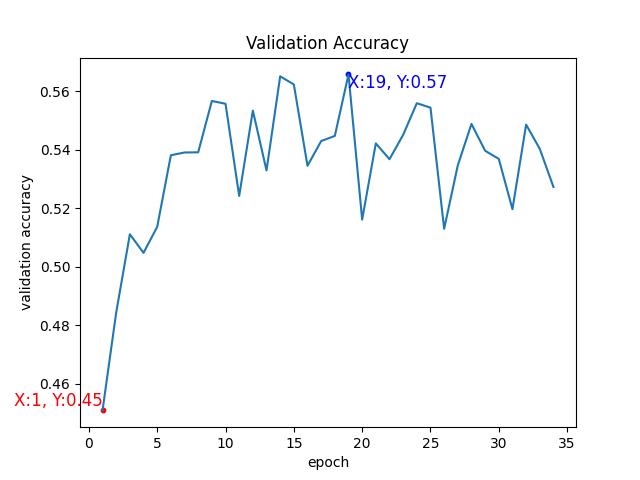 Validation Accuracy
validation accuracy
0.56
0.54
0.52
0.50
0.48
0.46
X:19, Y:0.57
X:1, Y:0.45
0 5 10 15 20 25 30 35
epoch